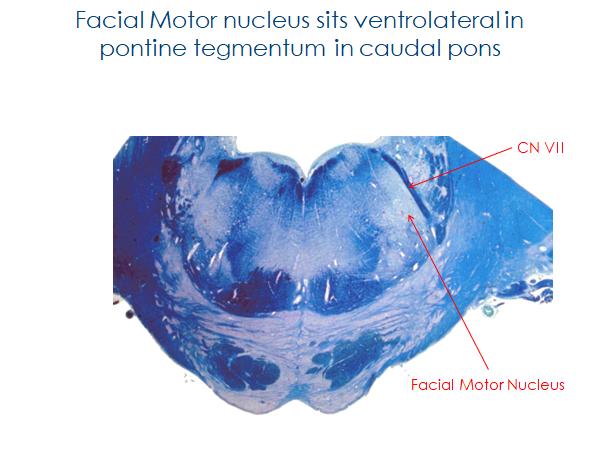 Facial Motor nucleus sits ventrolateral in
pontine tegmentum in caudal pons
CN VII
Facial Motor Nucleus